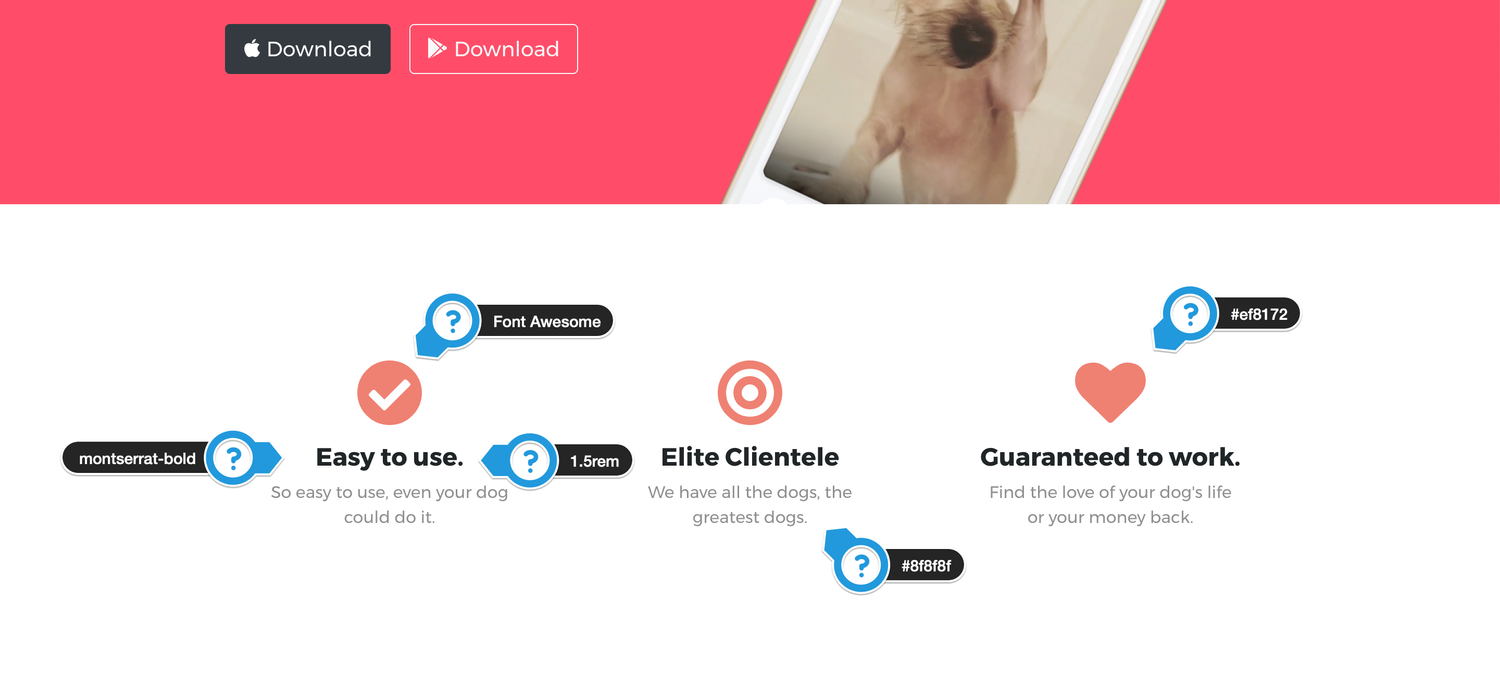 Download
Download
Font Awesome
#ef8172
montserrat-bold
?
?
?
?
?
Easy to use.
1.5rem
Elite Clientele
Guaranteed to work.
So easy to use, even your dog
could do it.
We have all the dogs, the
greatest dogs.
Find the love of your dog's life
or your money back.
#8f8f8f